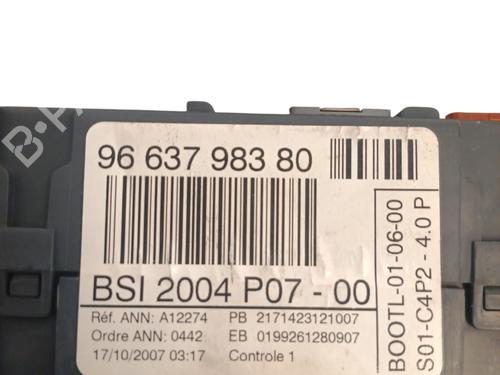 96 637 983 80
BSI 2004 P07 - 00
Réf. ANN: A12274 PB 2171423121007
Ordre ANN: 0442 EB 0199261280907
17/10/2007 03:17 Controle 1
BOOTL-01-06-00
S01-C4P2 - 4.0 P
B-PA